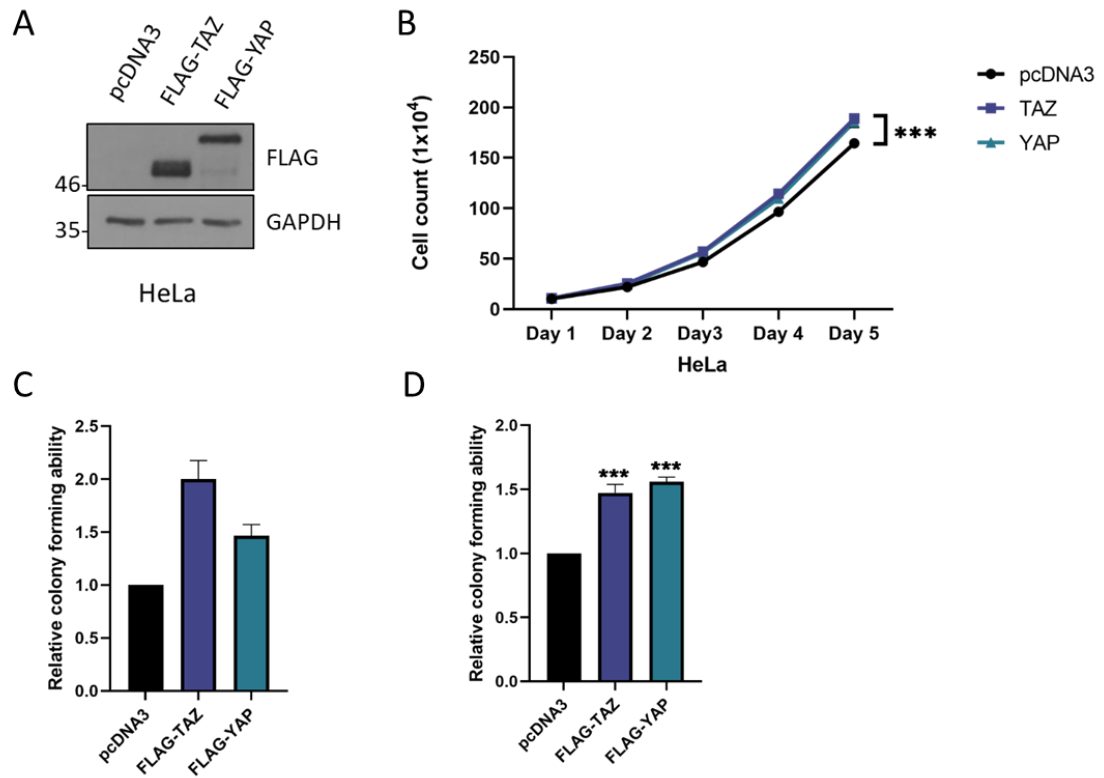 A
pcDNA3
FLAG-TAZ
FLAG-YAP
FLAG
46
GAPDH
35
HeLa
B
250
200
150
100
50
0
Cell count (1x10⁴)
Day 1 Day 2 Day3 Day 4 Day 5
HeLa
pcDNA3
TAZ
YAP
***
C
2.5
2.0
1.5
1.0
0.5
0.0
Relative colony forming ability
pcDNA3
FLAG-TAZ
FLAG-YAP
D
2.0
1.5
1.0
0.5
0.0
Relative colony forming ability
*** ***
pcDNA3
FLAG-TAZ
FLAG-YAP